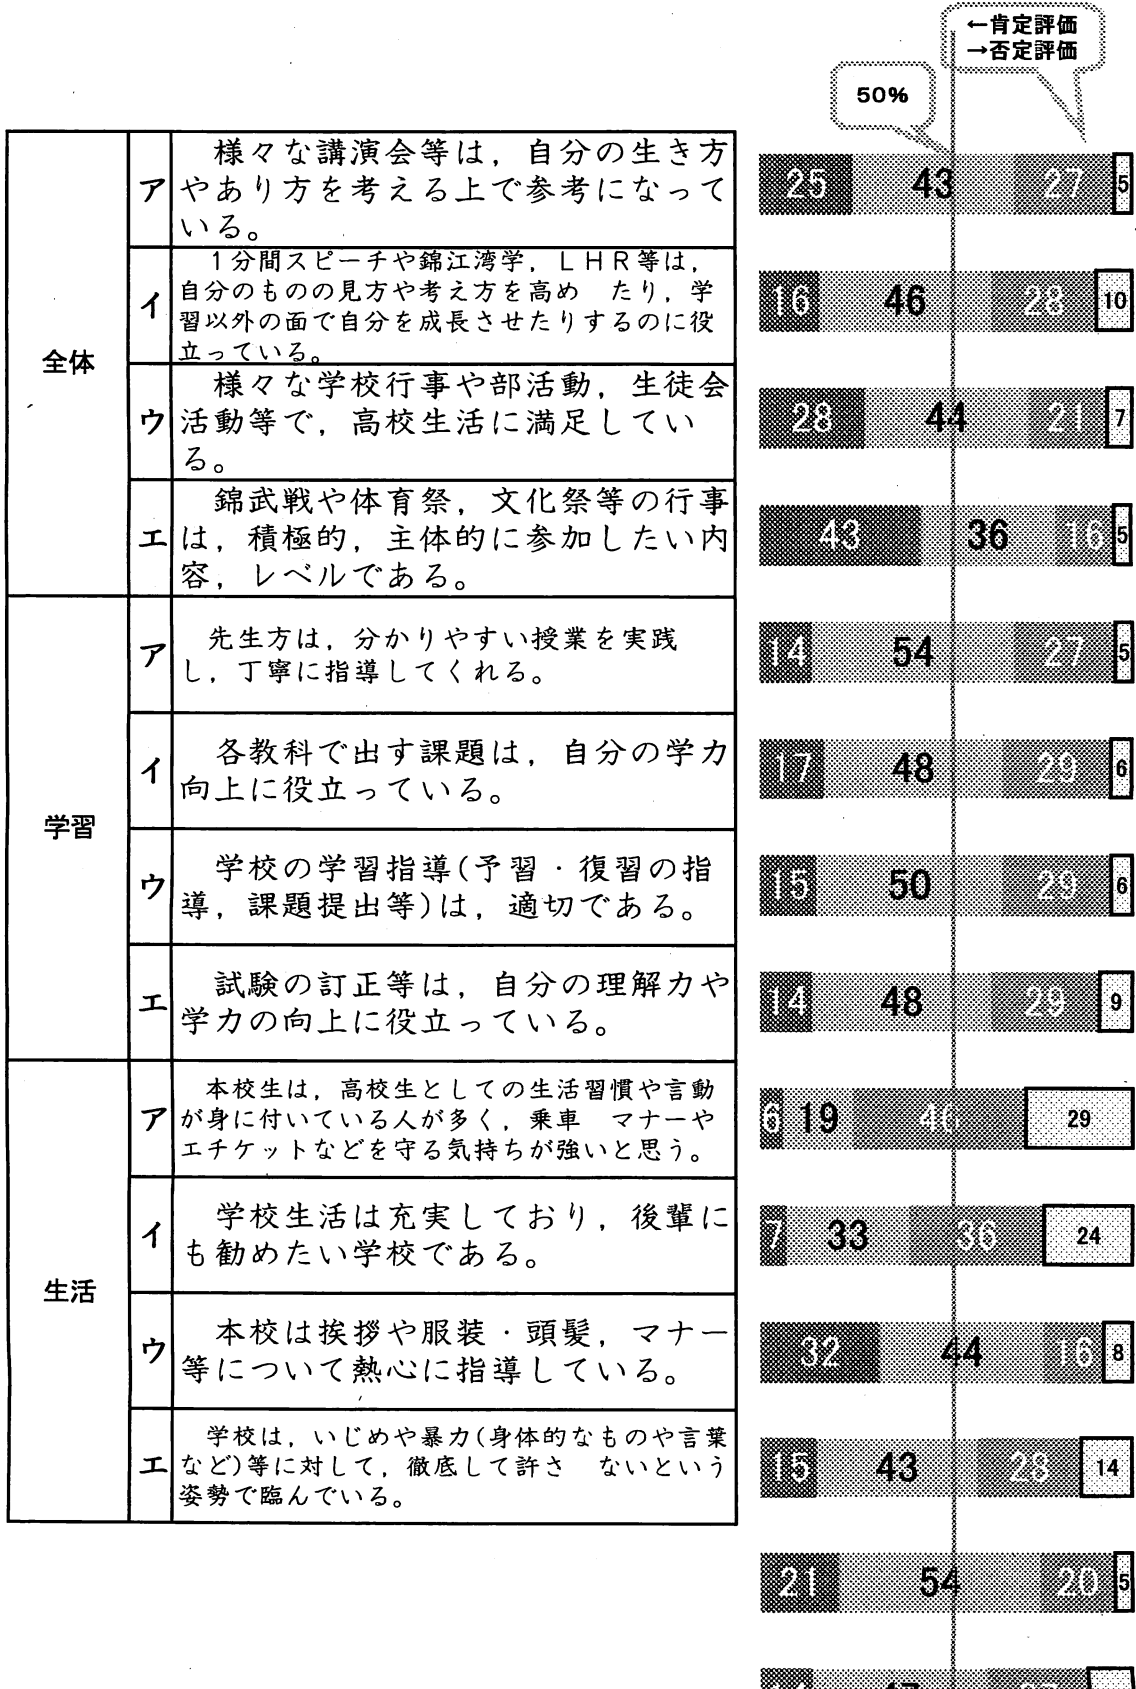 ←肯定評価
→否定評価
50%
全体
ア
様々な講演会等は，自分の生き方
やあり方を考える上で参考になって
いる。
25 43 27 5
イ
1分間スピーチや錦江湾学，ＬＨＲ等は，
自分のものの見方や考え方を高め　たり，学
習以外の面で自分を成長させたりするのに役
立っている。
16 46 28 10
ウ
様々な学校行事や部活動，生徒会
活動等で，高校生活に満足してい
る。
28 44 21 7
エ
錦武戦や体育祭，文化祭等の行事
は，積極的，主体的に参加したい内
容，レベルである。
43 36 16 5
学習
ア
先生方は，分かりやすい授業を実践
し，丁寧に指導してくれる。
14 54 27 5
イ
各教科で出す課題は，自分の学力
向上に役立っている。
17 48 29 6
ウ
学校の学習指導(予習・復習の指
導，課題提出等)は，適切である。
15 50 29 6
エ
試験の訂正等は，自分の理解力や
学力の向上に役立っている。
14 48 29 9
生活
ア
本校生は，高校生としての生活習慣や言動
が身に付いている人が多く，乗車　マナーや
エチケットなどを守る気持ちが強いと思う。
6 19 46 29
イ
学校生活は充実しており，後輩に
も勧めたい学校である。
7 33 36 24
ウ
本校は挨拶や服装・頭髪，マナー
等について熱心に指導している。
32 44 16 8
エ
学校は，いじめや暴力(身体的なものや言葉
など)等に対して，徹底して許さ　ないという
姿勢で臨んでいる。
15 43 28 14
21 54 20 5